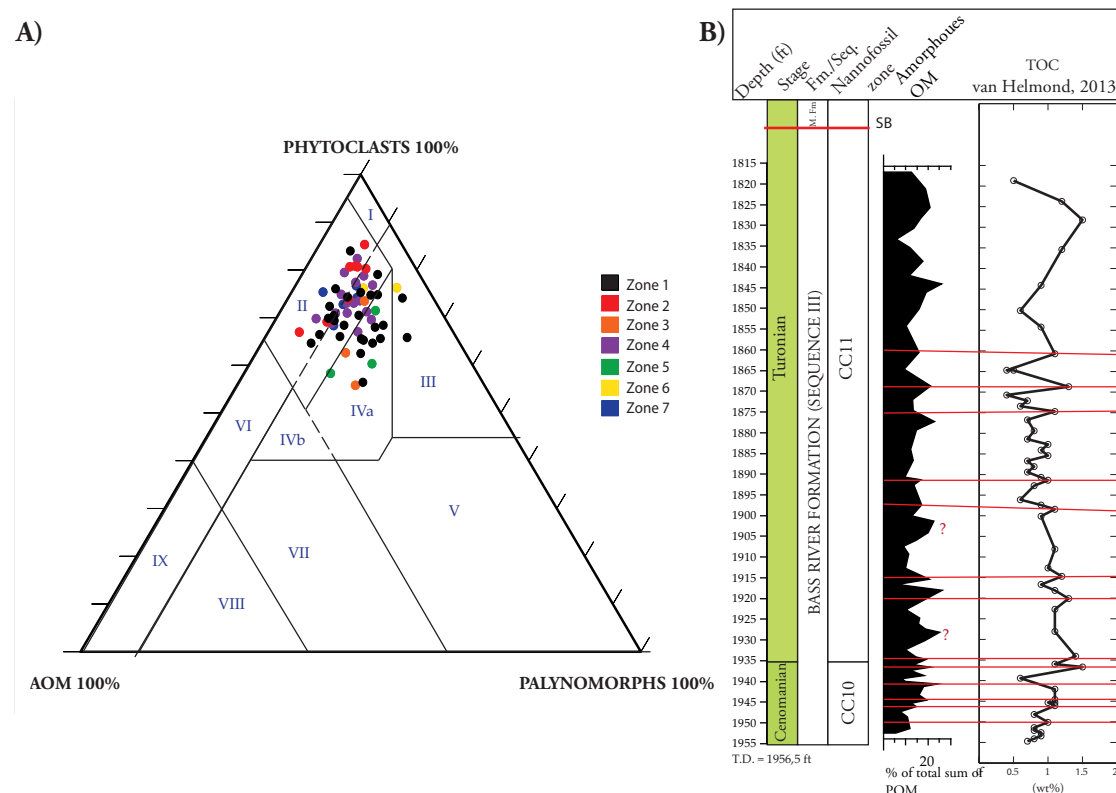 A)
PHYTOCLASTS 100%
I
II
III
IVa
IVb
VI
V
VII
IX
VIII
AOM 100%
PALYNOMORPHS 100%
Zone 1
Zone 2
Zone 3
Zone 4
Zone 5
Zone 6
Zone 7
B)
Depth (ft)
Stage
Fm./Seq.
Nannofossil
zone
Amorphoues
OM
TOC
van Helmond, 2013
M. Fm
SB
1815
1820
1825
1830
1835
1840
1845
1850
1855
1860
1865
1870
1875
1880
1885
1890
1895
1900
1905
1910
1915
1920
1925
1930
1935
1940
1945
1950
1955
Turonian
Cenomanian
BASS RIVER FORMATION (SEQUENCE III)
CC11
CC10
?
?
T.D. = 1956,5 ft
20
% of total sum of
POM
0.5
1
1.5
2
(wt%)